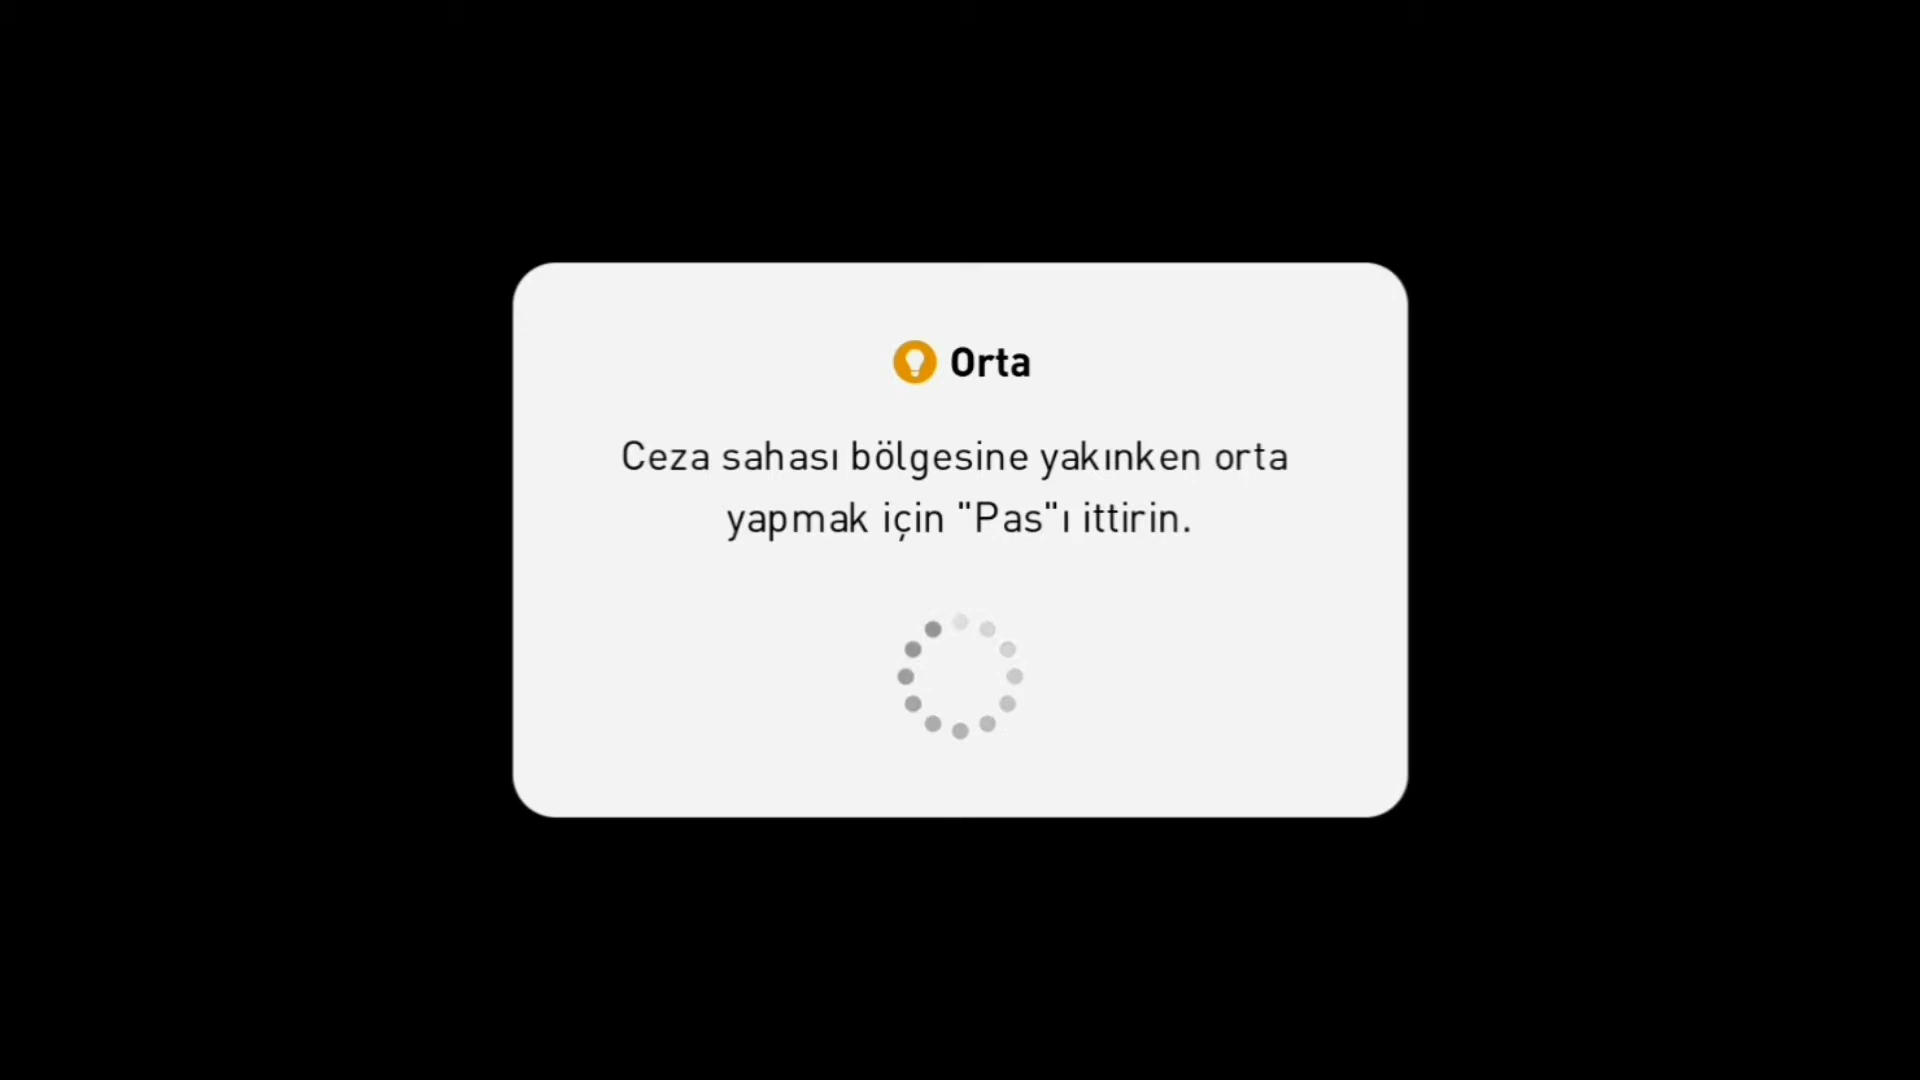 Orta
Ceza sahası bölgesine yakınken orta
yapmak için "Pas"ı ittirin.